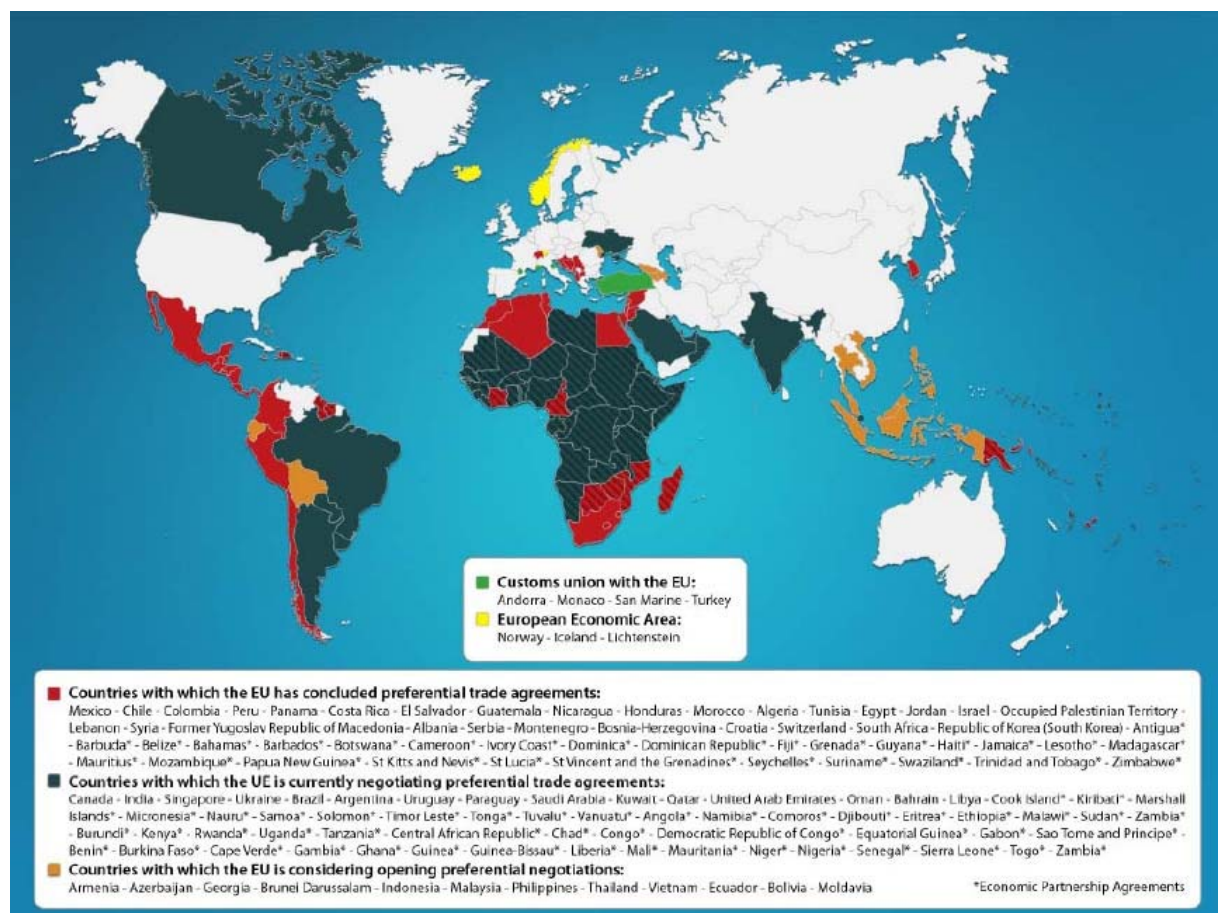 Customs union with the EU:
Andorra - Monaco - San Marine - Turkey
European Economic Area:
Norway - Iceland - Lichtenstein
Countries with which the EU has concluded preferential trade agreements:
Mexico - Chile - Colombia - Peru - Panama - Costa Rica - El Salvador - Guatemala - Nicaragua - Honduras - Morocco - Algeria - Tunisia - Egypt - Jordan - Israel - Occupied Palestinian Territory -
Lebanon - Syria - Former Yugoslav Republic of Macedonia - Albania - Serbia - Montenegro - Bosnia-Herzegovina - Croatia - Switzerland - South Africa - Republic of Korea (South Korea) - Antigua*
- Barbuda* - Belize* - Bahamas* - Barbados* - Botswana* - Cameroon* - Ivory Coast* - Dominica* - Dominican Republic* - Fiji* - Grenada* - Guyana* - Haiti* - Jamaica* - Lesotho* - Madagascar*
- Mauritius* - Mozambique* - Papua New Guinea* - St Kitts and Nevis* - St Lucia* - St Vincent and the Grenadines* - Seychelles* - Suriname* - Swaziland* - Trinidad and Tobago* - Zimbabwe*
Countries with which the UE is currently negotiating preferential trade agreements:
Canada - India - Singapore - Ukraine - Brazil - Argentina - Uruguay - Paraguay - Saudi Arabia - Kuwait - Qatar - United Arab Emirates - Oman - Bahrain - Libya - Cook Island* - Kiribati* - Marshall
Islands* - Micronesia* - Nauru* - Samoa* - Solomon* - Timor Leste* - Tonga* - Tuvalu* - Vanuatu* - Angola* - Namibia* - Comoros* - Djibouti* - Eritrea* - Ethiopia* - Malawi* - Sudan* - Zambia*
- Burundi* - Kenya* - Rwanda* - Uganda* - Tanzania* - Central African Republic* - Chad* - Congo* - Democratic Republic of Congo* - Equatorial Guinea* - Gabon* - Sao Tome and Principe* -
Benin* - Burkina Faso* - Cape Verde* - Gambia* - Ghana* - Guinea* - Guinea-Bissau* - Liberia* - Mali* - Mauritania* - Niger* - Nigeria* - Senegal* - Sierra Leone* - Togo* - Zambia*
Countries with which the EU is considering opening preferential negotiations:
Armenia - Azerbaijan - Georgia - Brunei Darussalam - Indonesia - Malaysia - Philippines - Thailand - Vietnam - Ecuador - Bolivia - Moldavia
*Economic Partnership Agreements